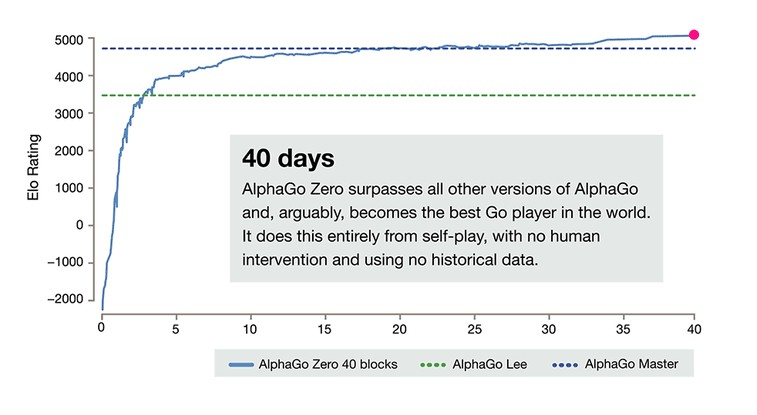 5000
4000
3000
2000
1000
0
−1000
−2000
Elo Rating
40 days
AlphaGo Zero surpasses all other versions of AlphaGo
and, arguably, becomes the best Go player in the world.
It does this entirely from self-play, with no human
intervention and using no historical data.
0 5 10 15 20 25 30 35 40
AlphaGo Zero 40 blocks AlphaGo Lee AlphaGo Master